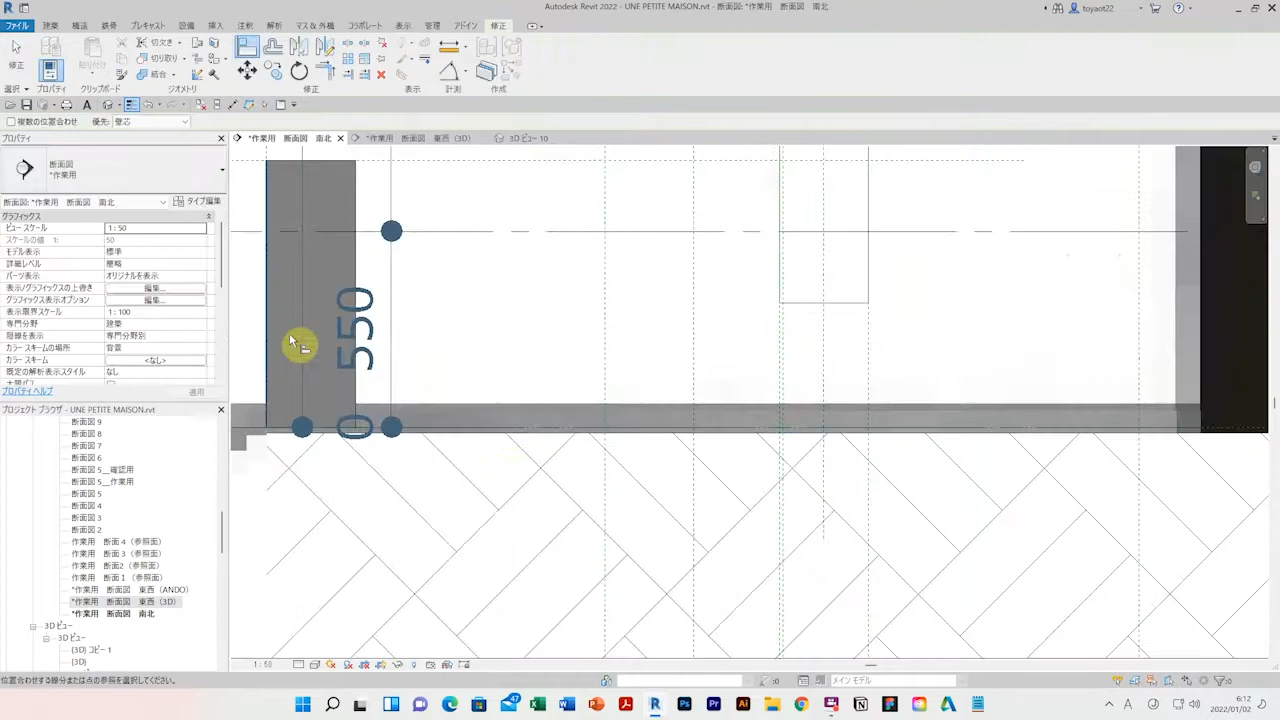 Autodesk Revit 2022 - UNE PETITE MAISON.rvt - 断面図: *作業用 断面図 南北
toyaot22
ファイル 建築 構造 鉄骨 プレキャスト 設備 挿入 注釈 解析 マス & 外構 コラボレート 表示 管理 アドイン 修正
切欠き
切り取り
結合
修正
貼り付け
選択 プロパティ クリップボード ジオメトリ 修正 表示 計測 作成
複数の位置合わせ 優先: 壁芯
プロパティ
*作業用 断面図 南北
*作業用 断面図 東西 (3D)
3D ビュー 10
断面図
*作業用
断面図: *作業用 断面図 南北
タイプ編集
グラフィックス
ビュー スケール 1 : 50
スケールの値 1: 50
モデル表示 標準
詳細レベル 簡略
パーツ表示 オリジナルを表示
表示/グラフィックスの上書き 編集...
グラフィックス表示オプション 編集...
表示限界スケール 1 : 100
専門分野 建築
隠線を表示 専門分野別
カラー スキームの場所 背景
カラー スキーム <なし>
既定の解析表示スタイル なし
プロパティヘルプ 適用
プロジェクト ブラウザ - UNE PETITE MAISON.rvt
断面図 9
断面図 8
断面図 7
断面図 6
断面図 5__確認用
断面図 5__作業用
断面図 5
断面図 4
断面図 3
断面図 2
作業用 断面 4 (参照面)
作業用 断面 3 (参照面)
作業用 断面2 (参照面)
作業用 断面 1 (参照面)
*作業用 断面図 東西 (ANDO)
*作業用 断面図 東西 (3D)
*作業用 断面図 南北
3D ビュー
3D ビュー
{3D} コピー 1
{3D}
550
0
1 : 50
位置合わせする線分または点の参照を選択してください。
:0
メイン モデル
:0
47
A
6:12
2022/01/02